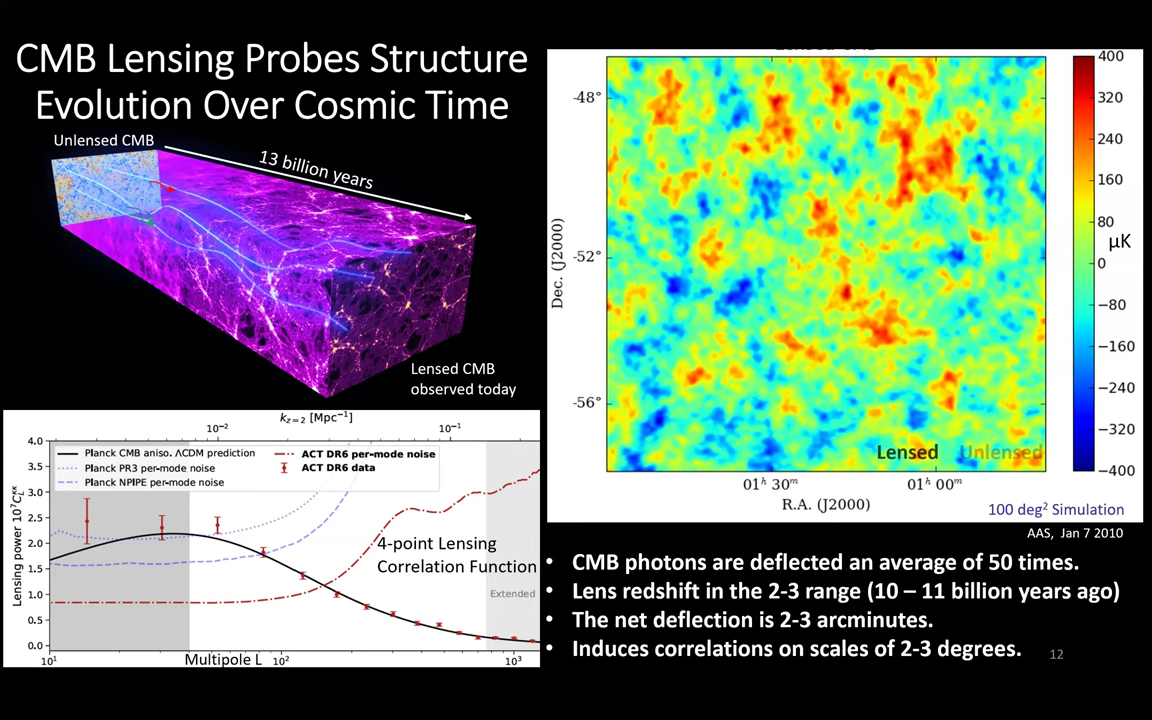 CMB Lensing Probes Structure
Evolution Over Cosmic Time
Unlensed CMB
13 billion years
Lensed CMB
observed today
k_{z=2} [Mpc⁻¹]
10⁻²
10⁻¹
4.0
3.5
3.0
2.5
2.0
1.5
1.0
0.5
0.0
Lensing power 10⁷C_L^{κκ}
Planck CMB aniso. ΛCDM prediction
Planck PR3 per-mode noise
Planck NPIPE per-mode noise
ACT DR6 per-mode noise
ACT DR6 data
4-point Lensing
Correlation Function
Extended
10¹
10²
10³
Multipole L
-48°
-52°
-56°
Dec. (J2000)
01ʰ 30ᵐ
01ʰ 00ᵐ
R.A. (J2000)
Lensed
Unlensed
400
320
240
160
80
0
−80
−160
−240
−320
−400
μK
100 deg² Simulation
AAS, Jan 7 2010
• CMB photons are deflected an average of 50 times.
• Lens redshift in the 2-3 range (10 – 11 billion years ago)
• The net deflection is 2-3 arcminutes.
• Induces correlations on scales of 2-3 degrees.
12